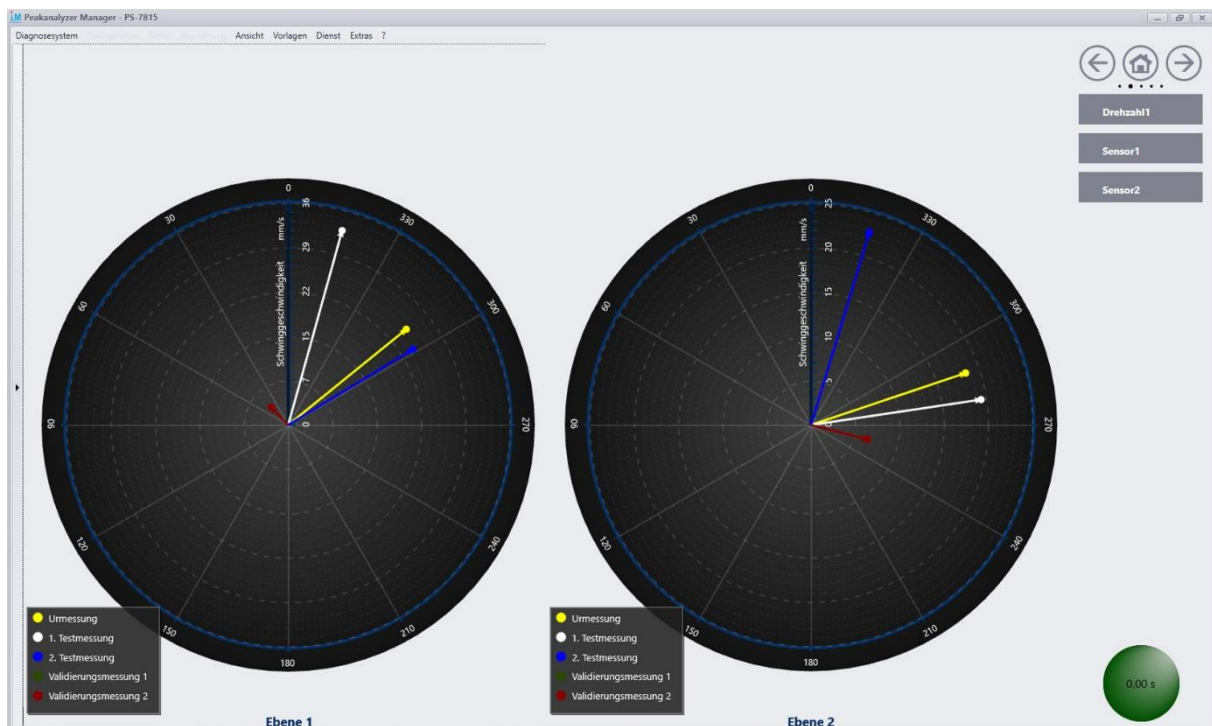 Peakanalyzer Manager - PS-7815
Diagnosesystem Ansicht Vorlagen Dienst Extras ?
Drehzahl1
Sensor1
Sensor2
0
30
330
60
300
90
270
120
240
150
210
180
36
mm/s
29
22
Schwinggeschwindigkeit
15
7
0
Urmessung
1. Testmessung
2. Testmessung
Validierungsmessung 1
Validierungsmessung 2
Ebene 1
0
30
330
60
300
90
270
120
240
150
210
180
25
mm/s
20
15
Schwinggeschwindigkeit
10
5
0
Urmessung
1. Testmessung
2. Testmessung
Validierungsmessung 1
Validierungsmessung 2
Ebene 2
0,00 s